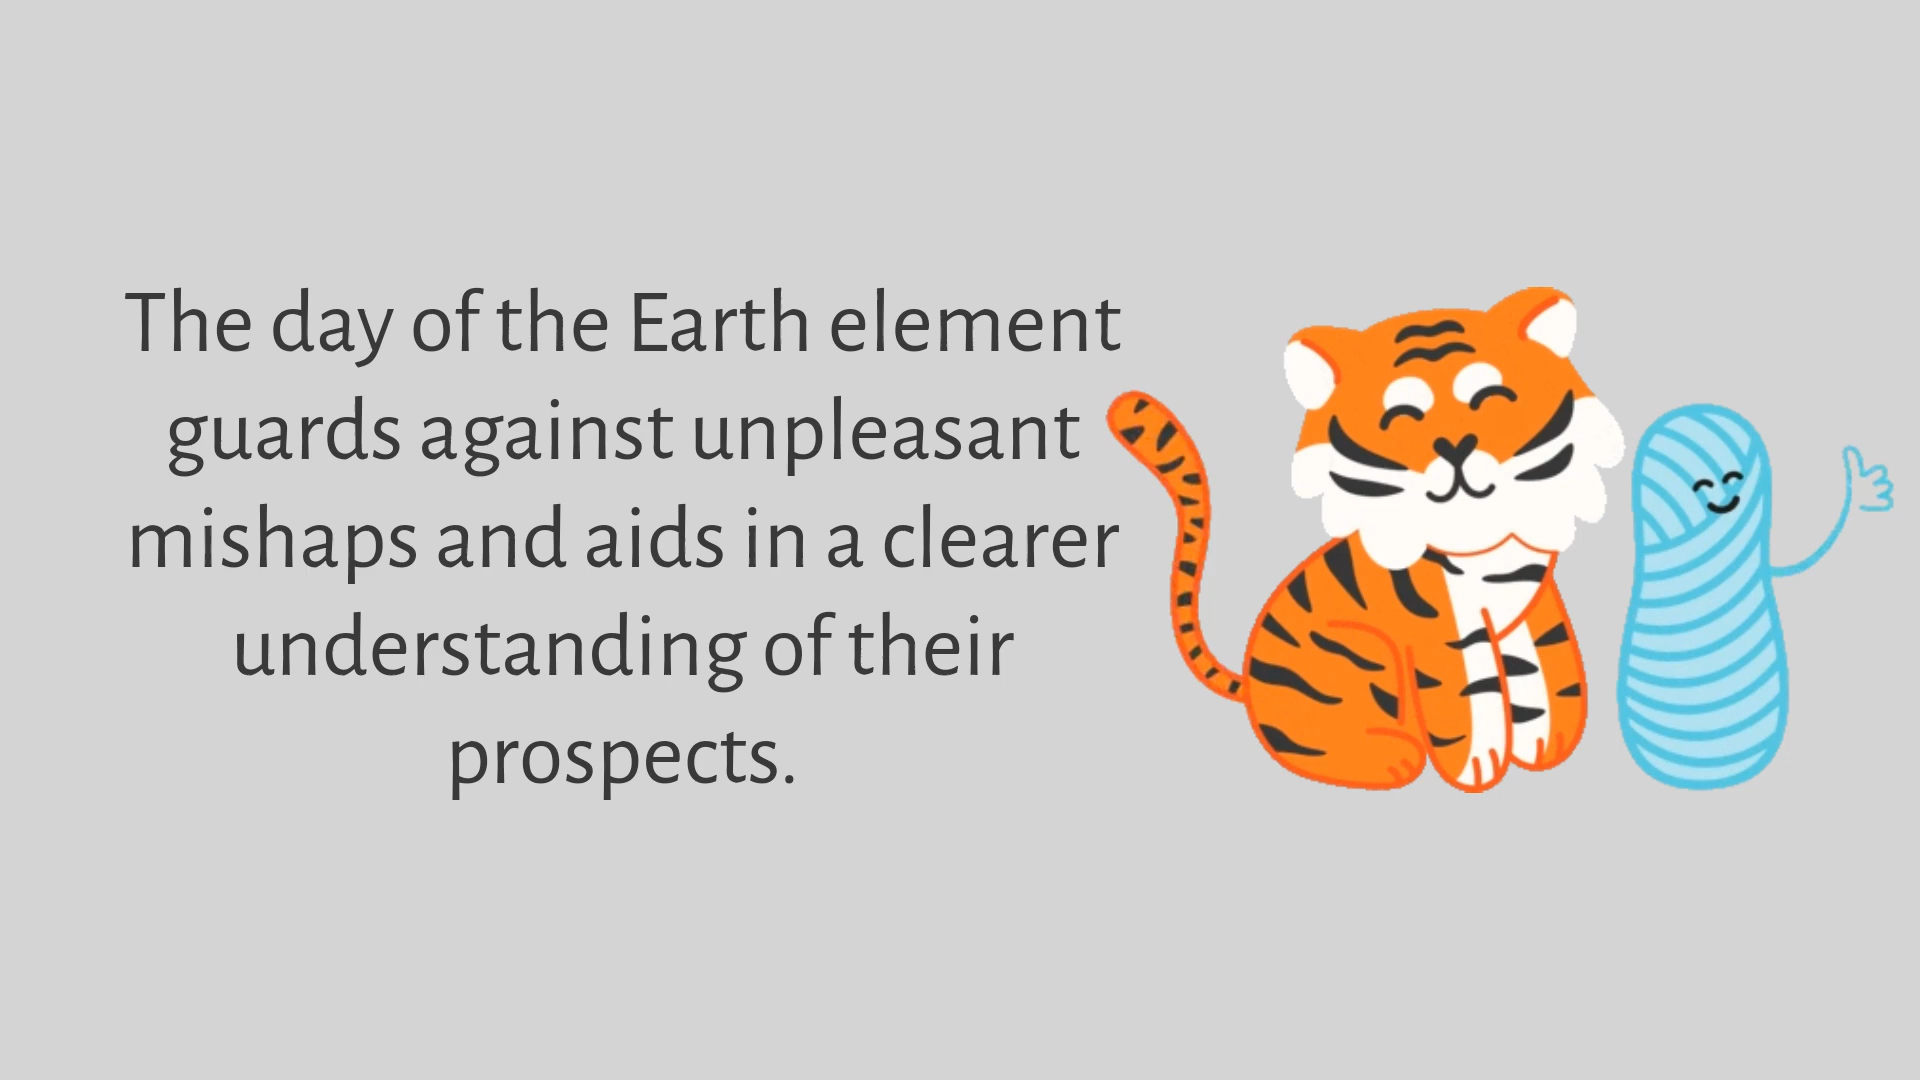 The day of the Earth element
guards against unpleasant
mishaps and aids in a clearer
understanding of their
prospects.